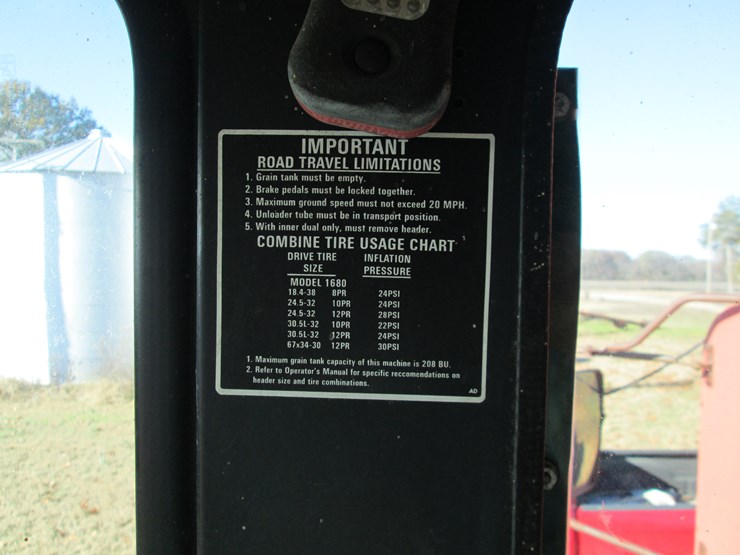 IMPORTANT
ROAD TRAVEL LIMITATIONS
1. Grain tank must be empty.
2. Brake pedals must be locked together.
3. Maximum ground speed must not exceed 20 MPH.
4. Unloader tube must be in transport position.
5. With inner dual only, must remove header.
COMBINE TIRE USAGE CHART
DRIVE TIRE INFLATION
SIZE PRESSURE
MODEL 1680
18.4-38 8PR 24PSI
24.5-32 10PR 24PSI
24.5-32 12PR 28PSI
30.5L-32 10PR 22PSI
30.5L-32 12PR 24PSI
67x34-30 12PR 30PSI
1. Maximum grain tank capacity of this machine is 208 BU.
2. Refer to Operator's Manual for specific reccomendations on
header size and tire combinations.
AD